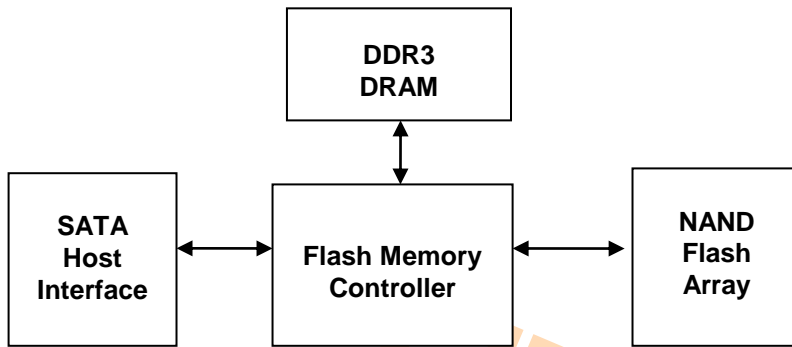 DDR3
DRAM
SATA
Host
Interface
Flash Memory
Controller
NAND
Flash
Array